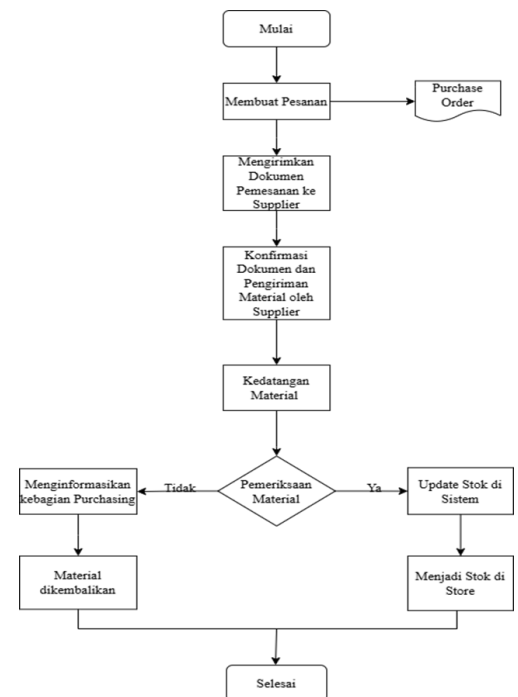 Mulai
Membuat Pesanan
Purchase
Order
Mengirimkan
Dokumen
Pemesanan ke
Supplier
Konfirmasi
Dokumen dan
Pengiriman
Material oleh
Supplier
Kedatangan
Material
Pemeriksaan
Material
Tidak
Ya
Menginformasikan
kebagian Purchasing
Update Stok di
Sistem
Material
dikembalikan
Menjadi Stok di
Store
Selesai